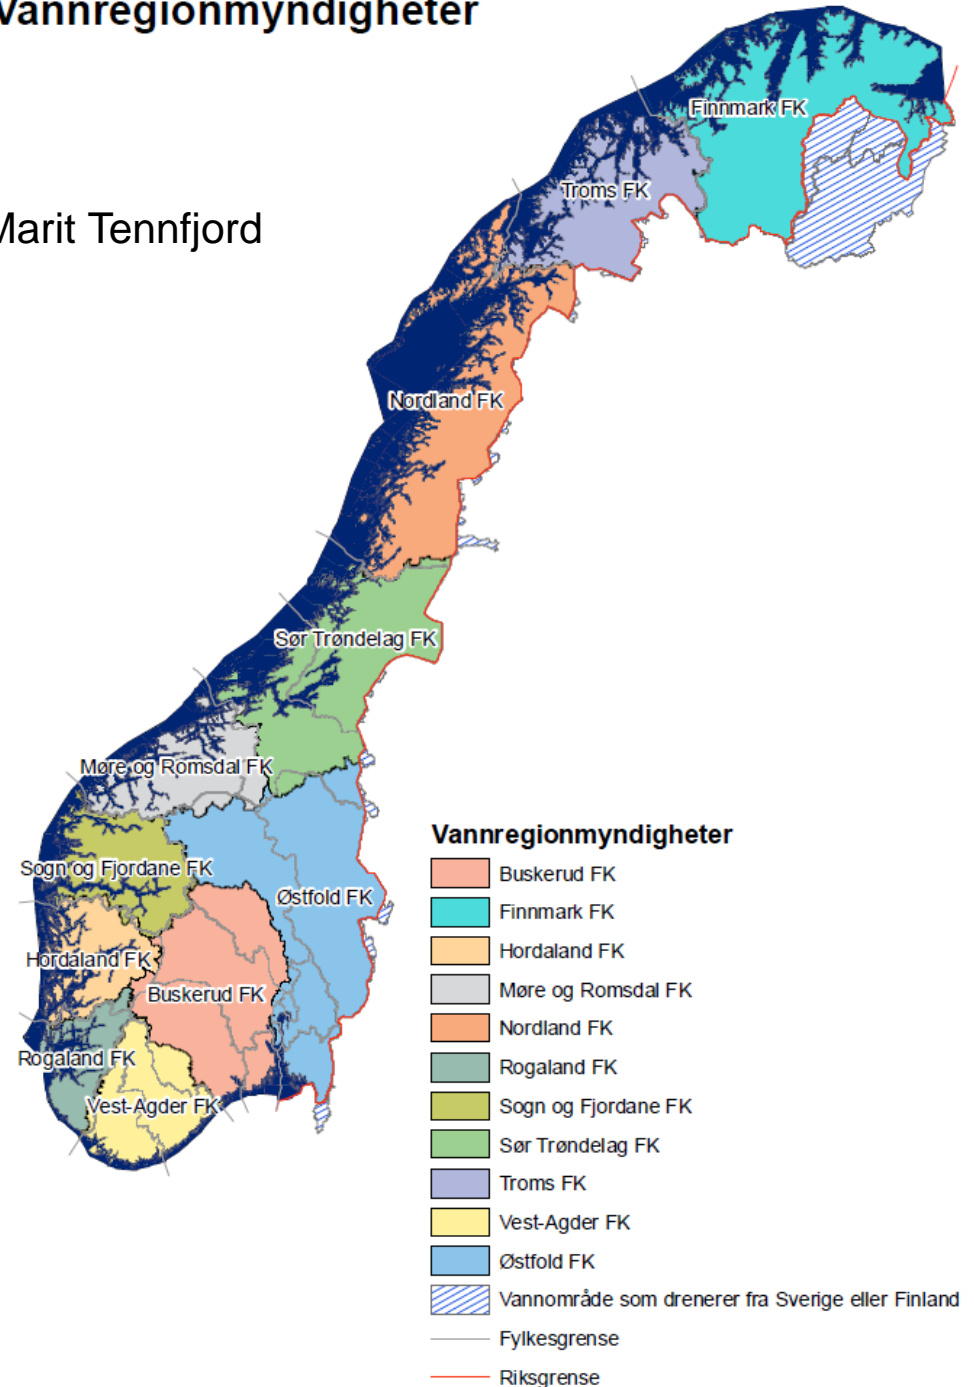 Vannregionmyndigheter
Marit Tennfjord
Finnmark FK
Troms FK
Nordland FK
Sør Trøndelag FK
Møre og Romsdal FK
Sogn og Fjordane FK
Østfold FK
Hordaland FK
Buskerud FK
Rogaland FK
Vest-Agder FK
Vannregionmyndigheter
Buskerud FK
Finnmark FK
Hordaland FK
Møre og Romsdal FK
Nordland FK
Rogaland FK
Sogn og Fjordane FK
Sør Trøndelag FK
Troms FK
Vest-Agder FK
Østfold FK
Vannområde som drenerer fra Sverige eller Finland
Fylkesgrense
Riksgrense